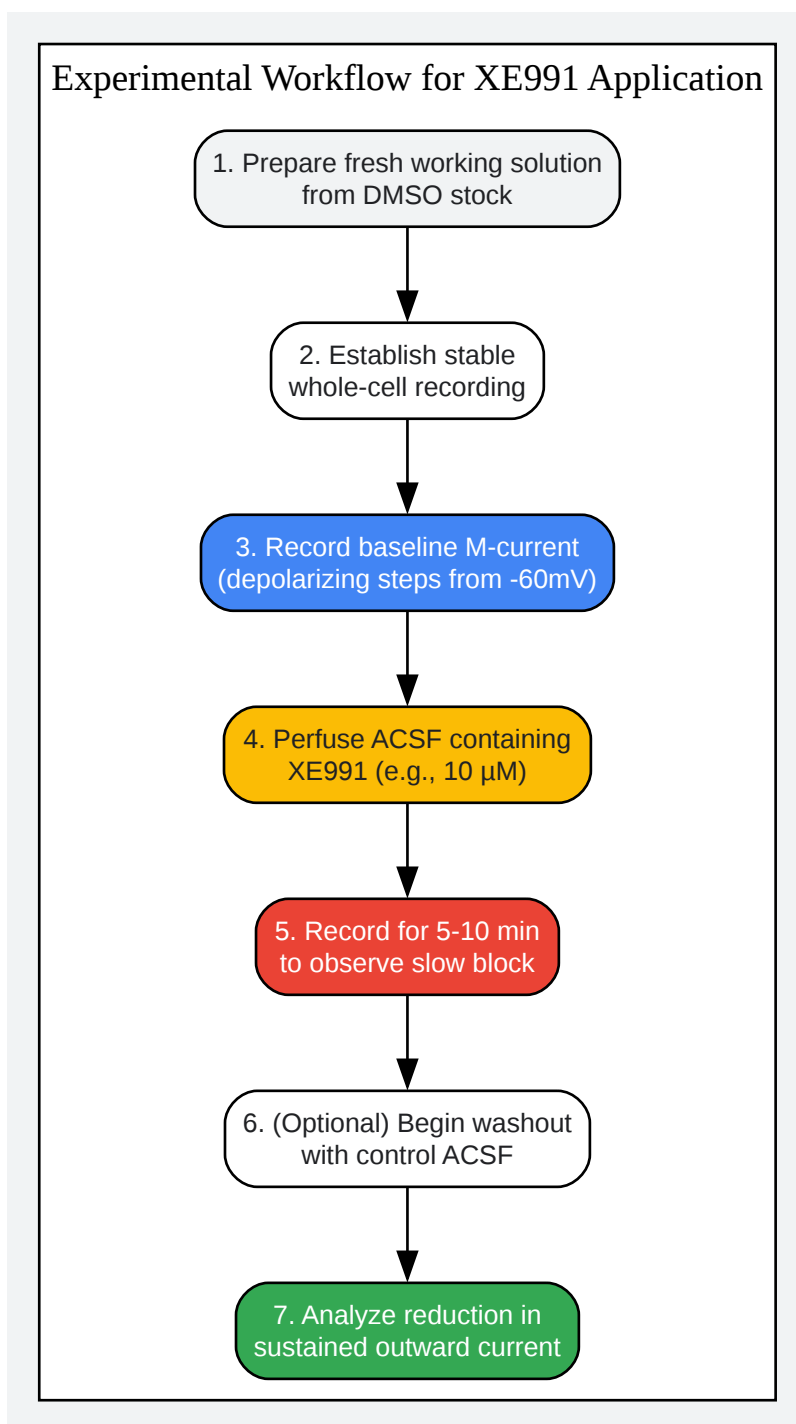 Experimental Workflow for XE991 Application
1. Prepare fresh working solution
from DMSO stock
2. Establish stable
whole-cell recording
3. Record baseline M-current
(depolarizing steps from -60mV)
4. Perfuse ACSF containing
XE991 (e.g., 10 µM)
5. Record for 5-10 min
to observe slow block
6. (Optional) Begin washout
with control ACSF
7. Analyze reduction in
sustained outward current